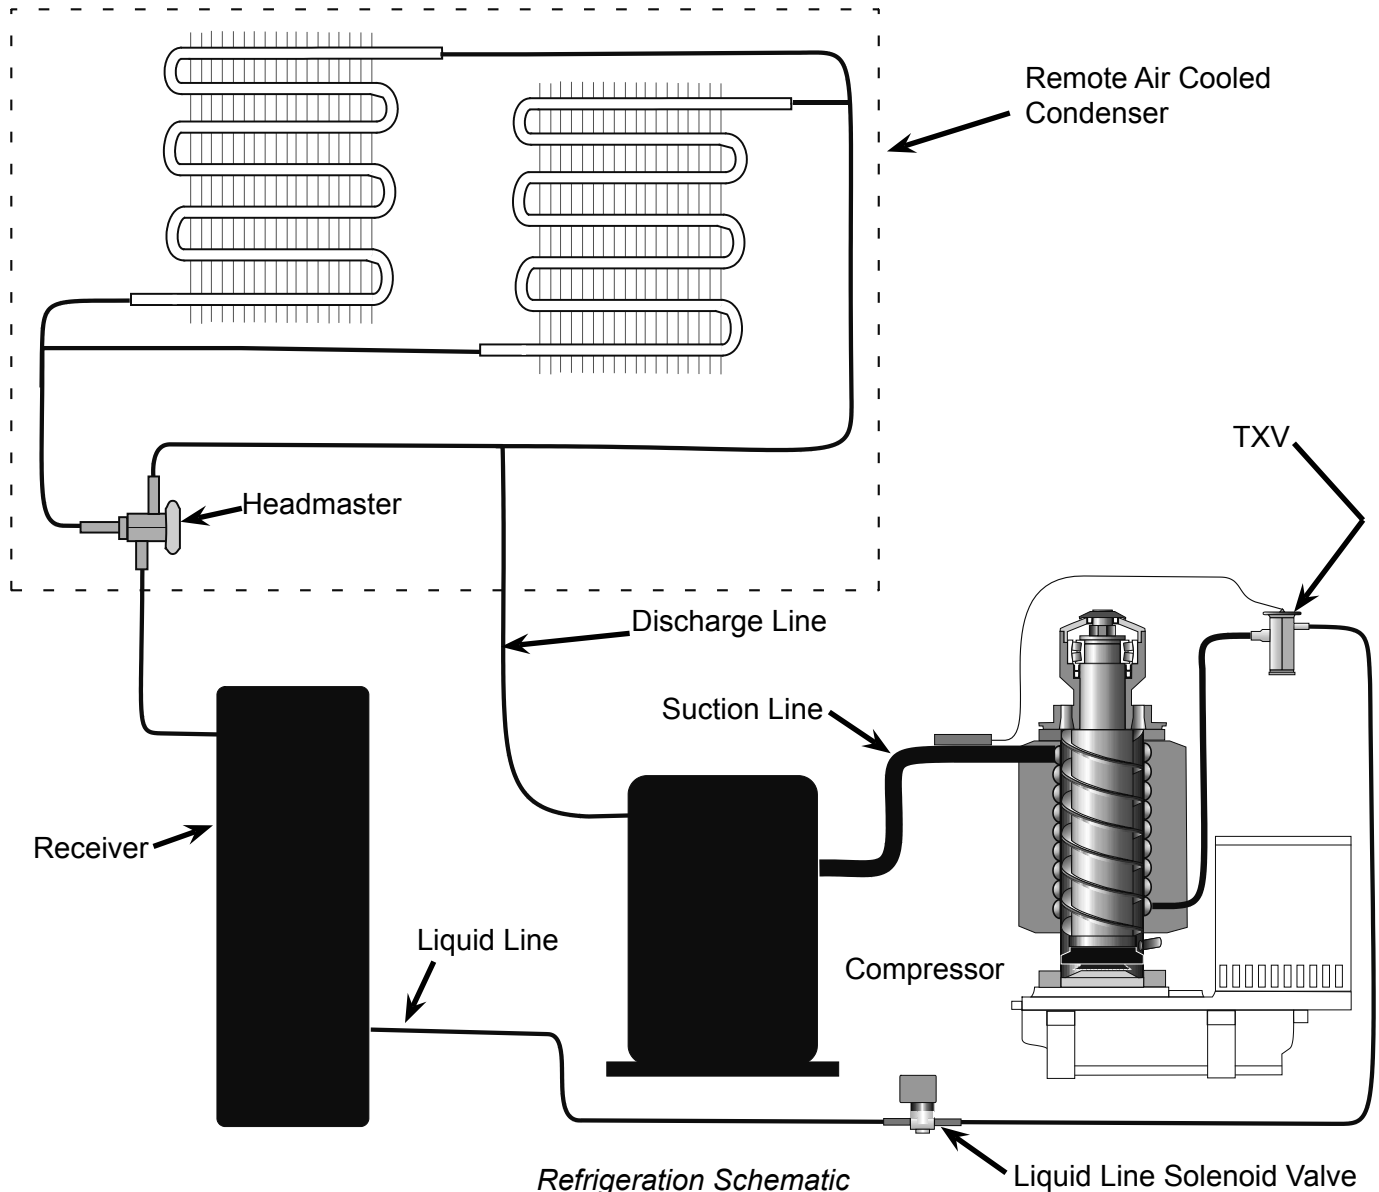 Remote Air Cooled
Condenser
TXV
Headmaster
Discharge Line
Suction Line
Receiver
Liquid Line
Compressor
Liquid Line Solenoid Valve
Refrigeration Schematic